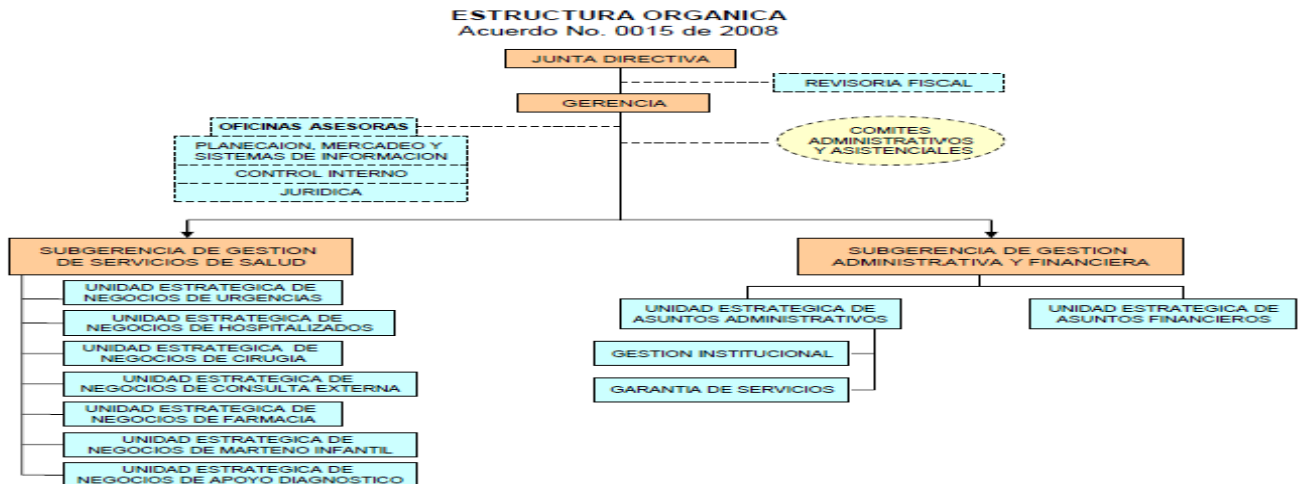 ESTRUCTURA ORGANICA
Acuerdo No. 0015 de 2008
JUNTA DIRECTIVA
REVISORIA FISCAL
GERENCIA
OFICINAS ASESORAS
PLANECAION, MERCADEO Y
SISTEMAS DE INFORMACION
CONTROL INTERNO
JURIDICA
COMITES
ADMINISTRATIVOS
Y ASISTENCIALES
SUBGERENCIA DE GESTION
DE SERVICIOS DE SALUD
UNIDAD ESTRATEGICA DE
NEGOCIOS DE URGENCIAS
UNIDAD ESTRATEGICA DE
NEGOCIOS DE HOSPITALIZADOS
UNIDAD ESTRATEGICA DE
NEGOCIOS DE CIRUGIA
UNIDAD ESTRATEGICA DE
NEGOCIOS DE CONSULTA EXTERNA
UNIDAD ESTRATEGICA DE
NEGOCIOS DE FARMACIA
UNIDAD ESTRATEGICA DE
NEGOCIOS DE MARTENO INFANTIL
UNIDAD ESTRATEGICA DE
NEGOCIOS DE APOYO DIAGNOSTICO
SUBGERENCIA DE GESTION
ADMINISTRATIVA Y FINANCIERA
UNIDAD ESTRATEGICA DE
ASUNTOS ADMINISTRATIVOS
GESTION INSTITUCIONAL
GARANTIA DE SERVICIOS
UNIDAD ESTRATEGICA DE
ASUNTOS FINANCIEROS